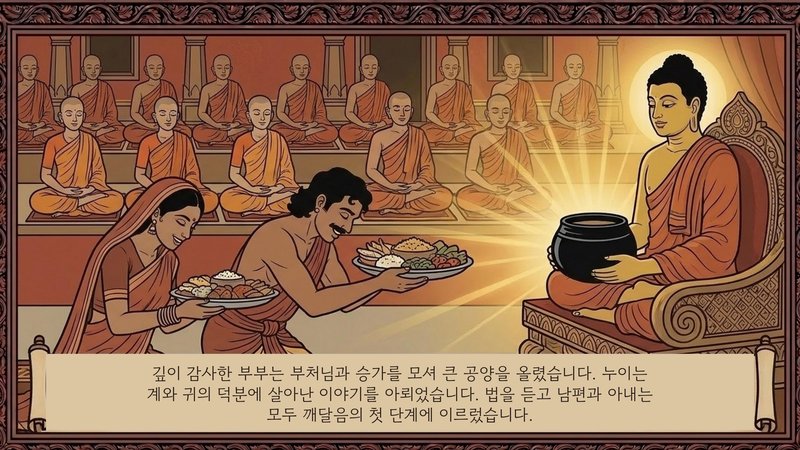 깊이 감사한 부부는 부처님과 승가를 모셔 큰 공양을 올렸습니다. 누이는
계와 귀의 덕분에 살아난 이야기를 아뢰었습니다. 법을 듣고 남편과 아내는
모두 깨달음의 첫 단계에 이르렀습니다.